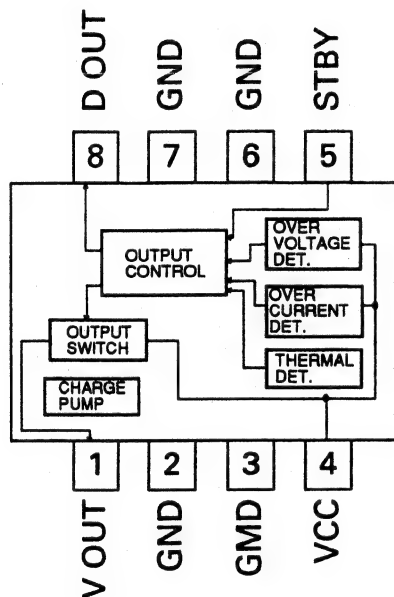 D OUT
GND
GND
STBY
8
7
6
5
OUTPUT
CONTROL
OVER
VOLTAGE
DET.
OVER
CURRENT
DET.
OUTPUT
SWITCH
THERMAL
DET.
CHARGE
PUMP
1
2
3
4
V OUT
GND
GMD
VCC